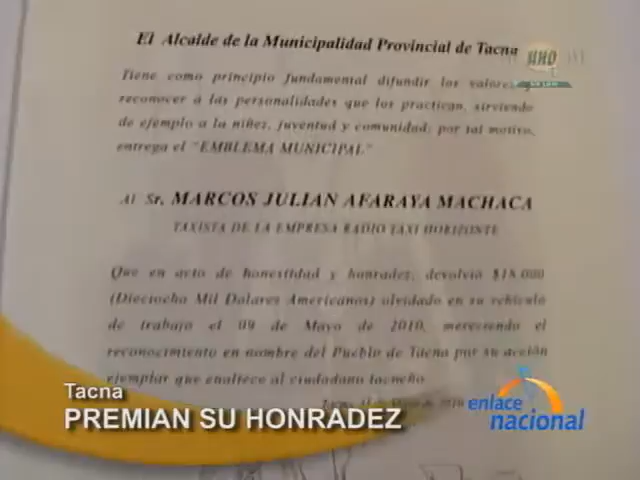 El Alcalde de la Municipalidad Provincial de Tacna
UNO
Tiene como principio fundamental difundir los valores y
reconocer a las personalidades que los practican, sirviendo
de ejemplo a la niñez, juventud y comunidad; por tal motivo,
entrega el "EMBLEMA MUNICIPAL"
Al Sr. MARCOS JULIAN AFARAYA MACHACA
TAXISTA DE LA EMPRESA RADIO TAXI HORIZONTE
Que en acto de honestidad y honradez, devolvió $18.000
(Dieciocho Mil Dolares Americanos) olvidado en su vehículo
de trabajo el 09 de Mayo de 2010, mereciendo el
reconocimiento en nombre del Pueblo de Tacna por su acción
ejemplar que enaltece al ciudadano tacneño.
Tacna
PREMIAN SU HONRADEZ
enlace
nacional